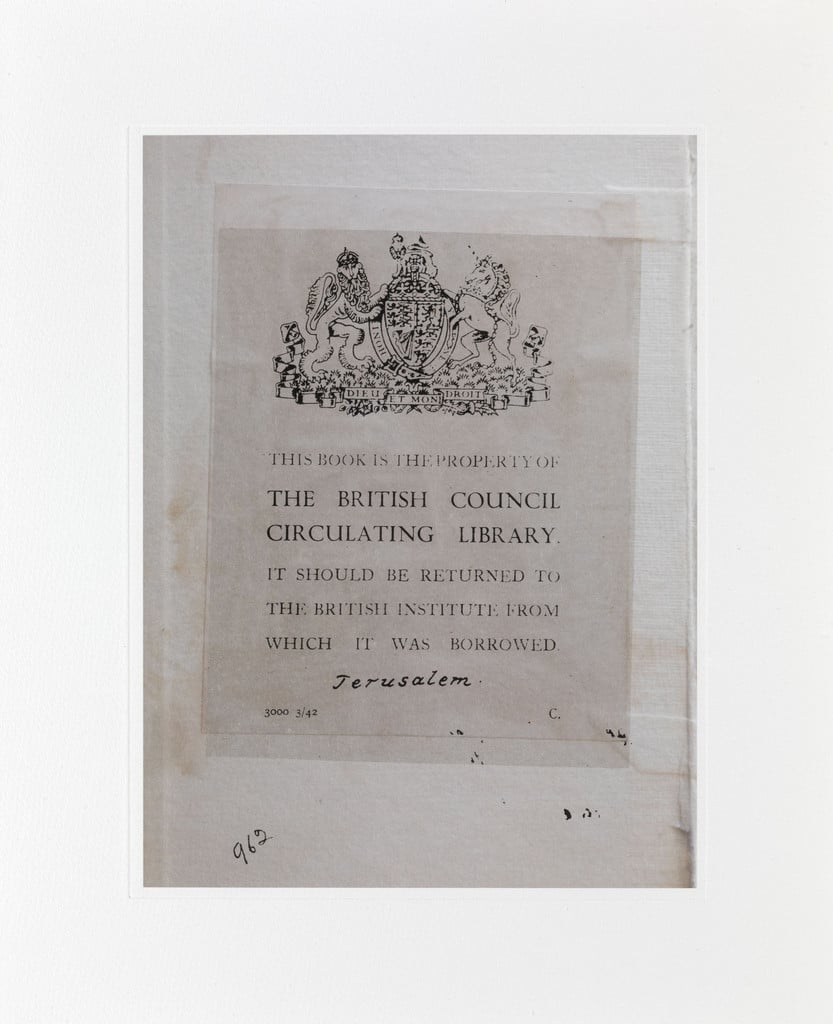 HONI
DIEU ET MON DROIT
THIS BOOK IS THE PROPERTY OF
THE BRITISH COUNCIL
CIRCULATING LIBRARY.
IT SHOULD BE RETURNED TO
THE BRITISH INSTITUTE FROM
WHICH IT WAS BORROWED.
Jerusalem.
3000 3/42 C.
962